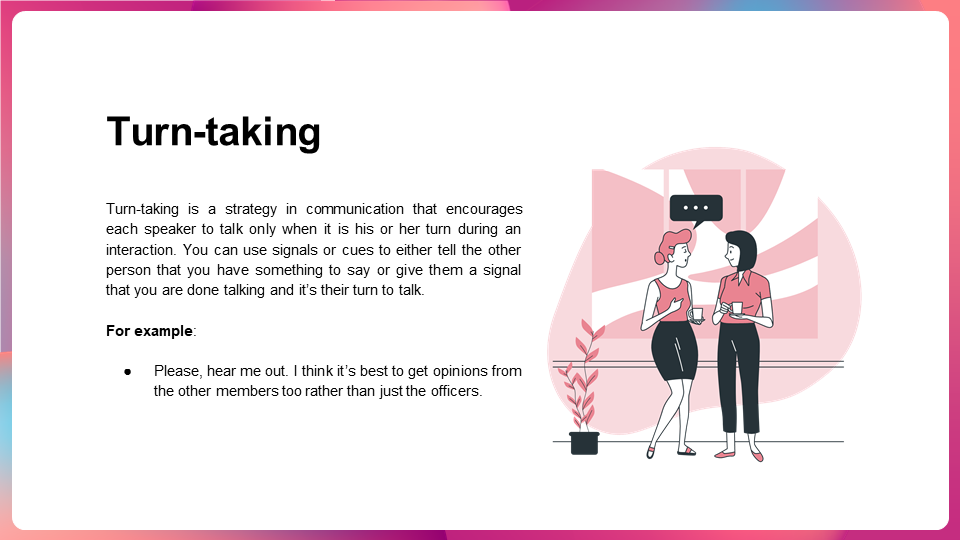 Turn-taking
Turn-taking is a strategy in communication that encourages
each speaker to talk only when it is his or her turn during an
interaction. You can use signals or cues to either tell the other
person that you have something to say or give them a signal
that you are done talking and it’s their turn to talk.
For example:
● Please, hear me out. I think it’s best to get opinions from
the other members too rather than just the officers.